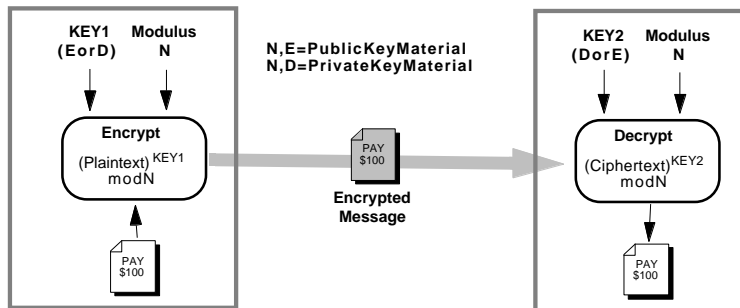 KEY1
(EorD)
Modulus
N
Encrypt
(Plaintext)KEY1
modN
PAY
$100
N,E=PublicKeyMaterial
N,D=PrivateKeyMaterial
PAY
$100
Encrypted
Message
KEY2
(DorE)
Modulus
N
Decrypt
(Ciphertext)KEY2
modN
PAY
$100